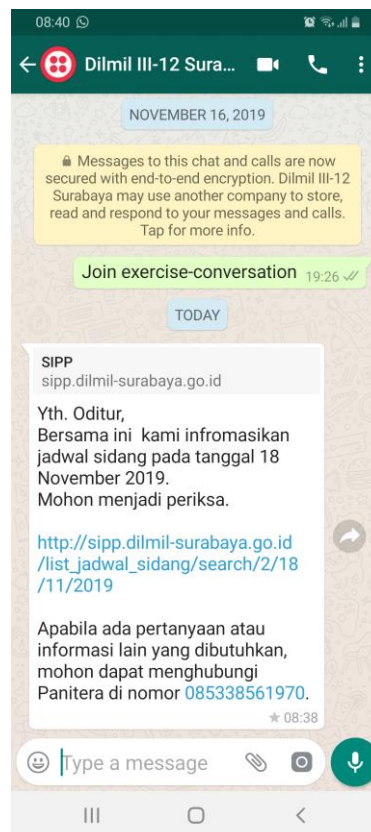 08:40
Dilmil III-12 Sura...
NOVEMBER 16, 2019
Messages to this chat and calls are now
secured with end-to-end encryption. Dilmil III-12
Surabaya may use another company to store,
read and respond to your messages and calls.
Tap for more info.
Join exercise-conversation 19:26
TODAY
SIPP
sipp.dilmil-surabaya.go.id
Yth. Oditur,
Bersama ini kami infromasikan
jadwal sidang pada tanggal 18
November 2019.
Mohon menjadi periksa.
http://sipp.dilmil-surabaya.go.id
/list_jadwal_sidang/search/2/18
/11/2019
Apabila ada pertanyaan atau
informasi lain yang dibutuhkan,
mohon dapat menghubungi
Panitera di nomor 085338561970.
08:38
Type a message